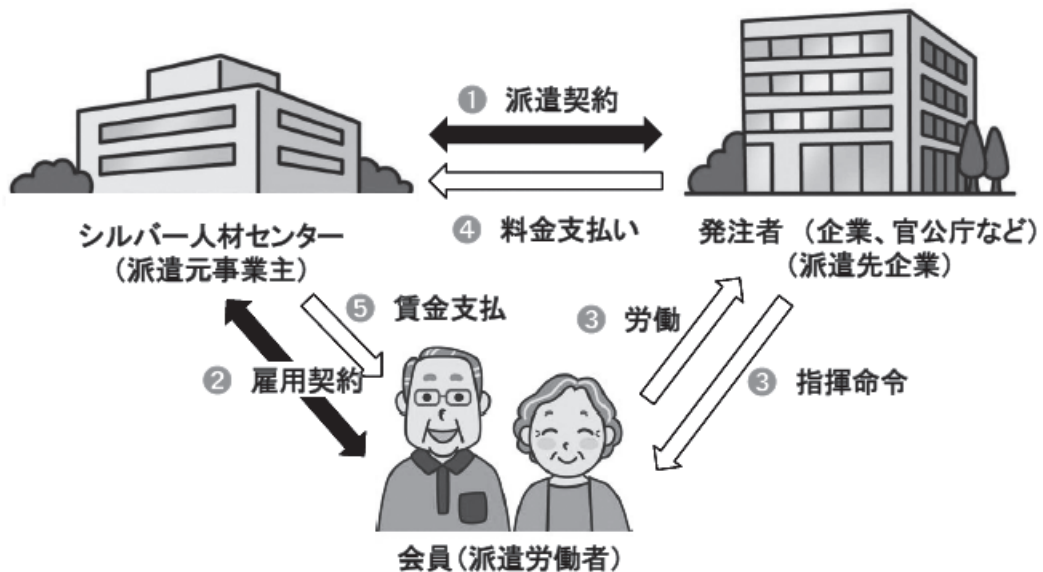 ❶ 派遣契約
❹ 料金支払い
シルバー人材センター
(派遣元事業主)
発注者 (企業、官公庁など)
(派遣先企業)
❺ 賃金支払
❸ 労働
❷ 雇用契約
❸ 指揮命令
会員(派遣労働者)